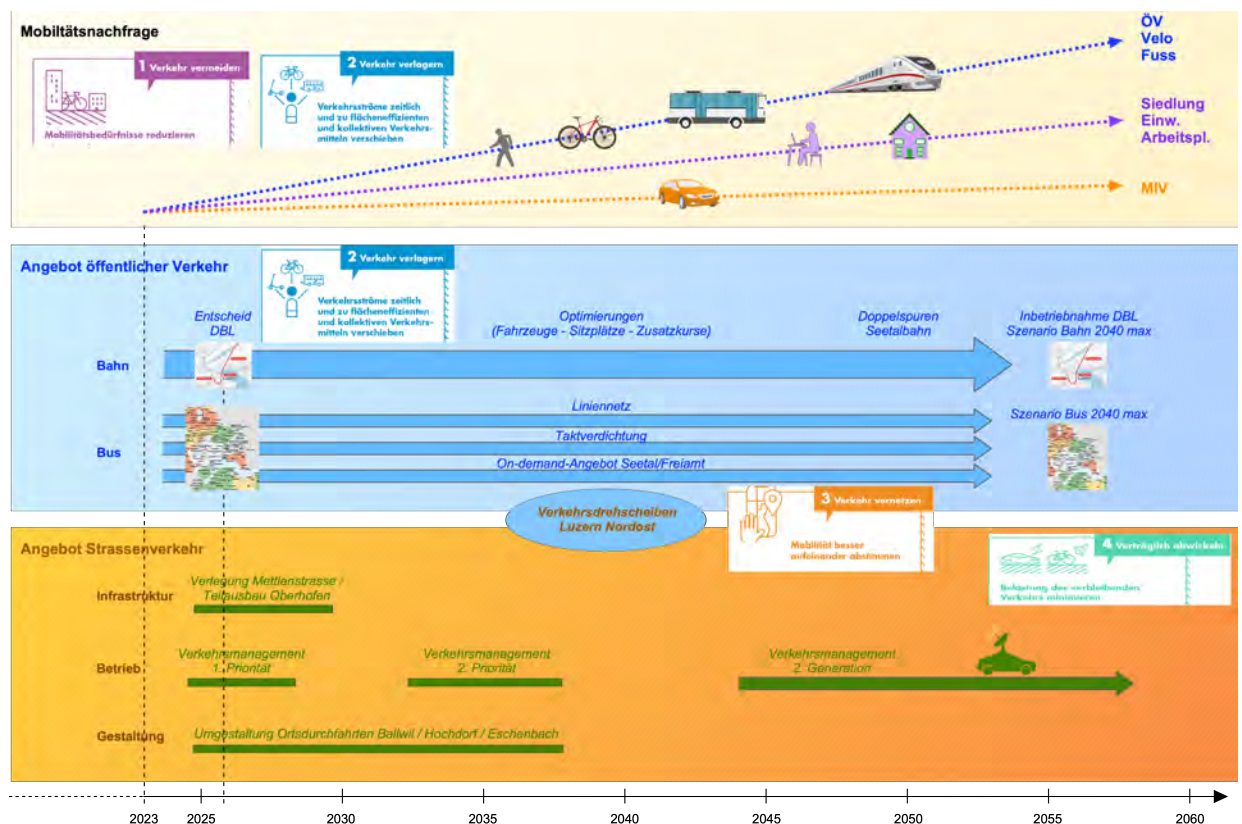 Mobiltätsnachfrage
1 Verkehr vermeiden
Mobilitätsbedürfnisse reduzieren
2 Verkehr verlagern
Verkehrsströme zeitlich
und zu flächeneffizienten
und kollektiven Verkehrs-
mitteln verschieben
ÖV
Velo
Fuss
Siedlung
Einw.
Arbeitspl.
MIV
Angebot öffentlicher Verkehr
2 Verkehr verlagern
Verkehrsströme zeitlich
und zu flächeneffizienten
und kollektiven Verkehrs-
mitteln verschieben
Entscheid
DBL
Optimierungen
(Fahrzeuge - Sitzplätze - Zusatzkurse)
Doppelspuren
Seetalbahn
Inbetriebnahme DBL
Szenario Bahn 2040 max
Bahn
Liniennetz
Szenario Bus 2040 max
Taktverdichtung
Bus
On-demand-Angebot Seetal/Freiamt
Verkehrsdrehscheiben
Luzern Nordost
3 Verkehr vernetzen
Mobilität besser
aufeinander abstimmen
Angebot Strassenverkehr
4 Verträglich abwickeln
Belastung des verbleibenden
Verkehrs minimieren
Verlegung Mettlenstrasse /
Teilausbau Oberhofen
Infrastruktur
Verkehrsmanagement
1. Priorität
Verkehrsmanagement
2. Priorität
Verkehrsmanagement
2. Generation
Betrieb
Umgestaltung Ortsdurchfahrten Ballwil / Hochdorf / Eschenbach
Gestaltung
2023 2025 2030 2035 2040 2045 2050 2055 2060